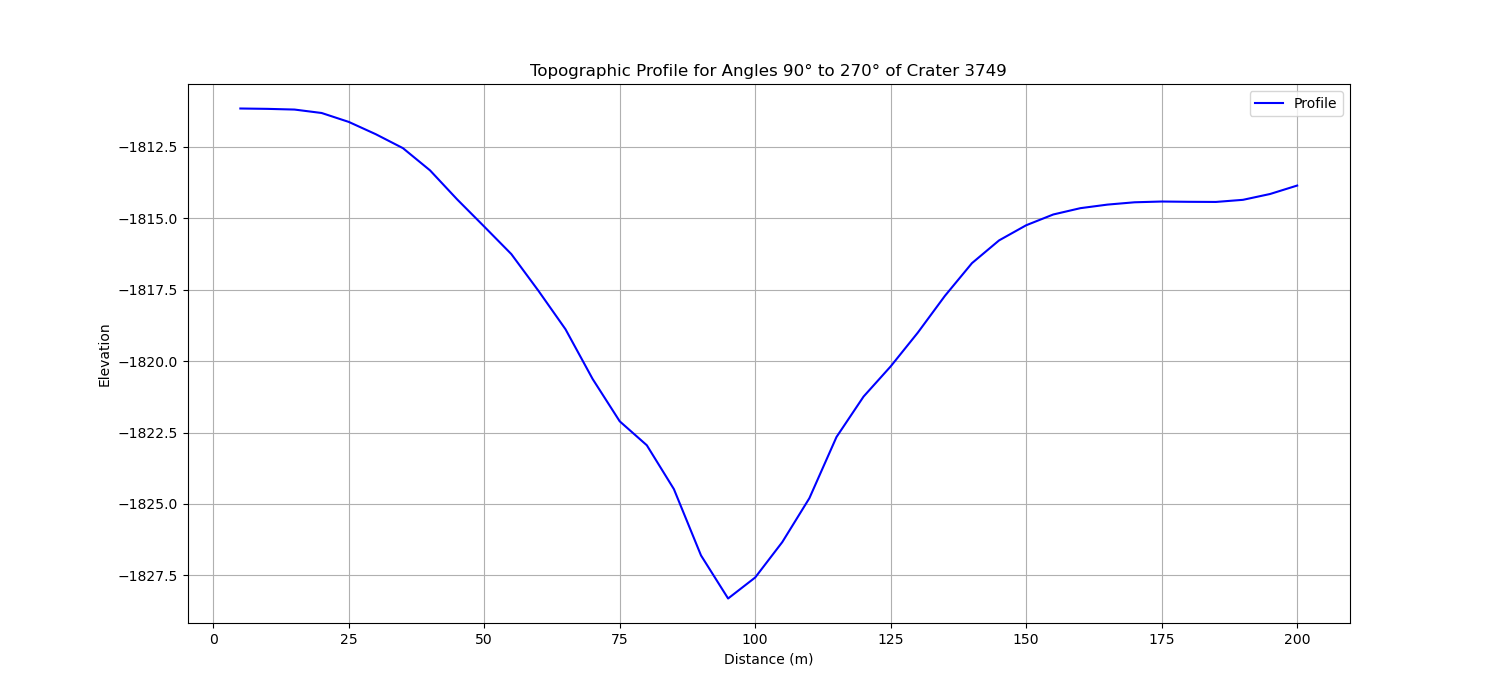 Topographic Profile for Angles 90° to 270° of Crater 3749
Profile
−1812.5
−1815.0
−1817.5
−1820.0
−1822.5
−1825.0
−1827.5
Elevation
0 25 50 75 100 125 150 175 200
Distance (m)